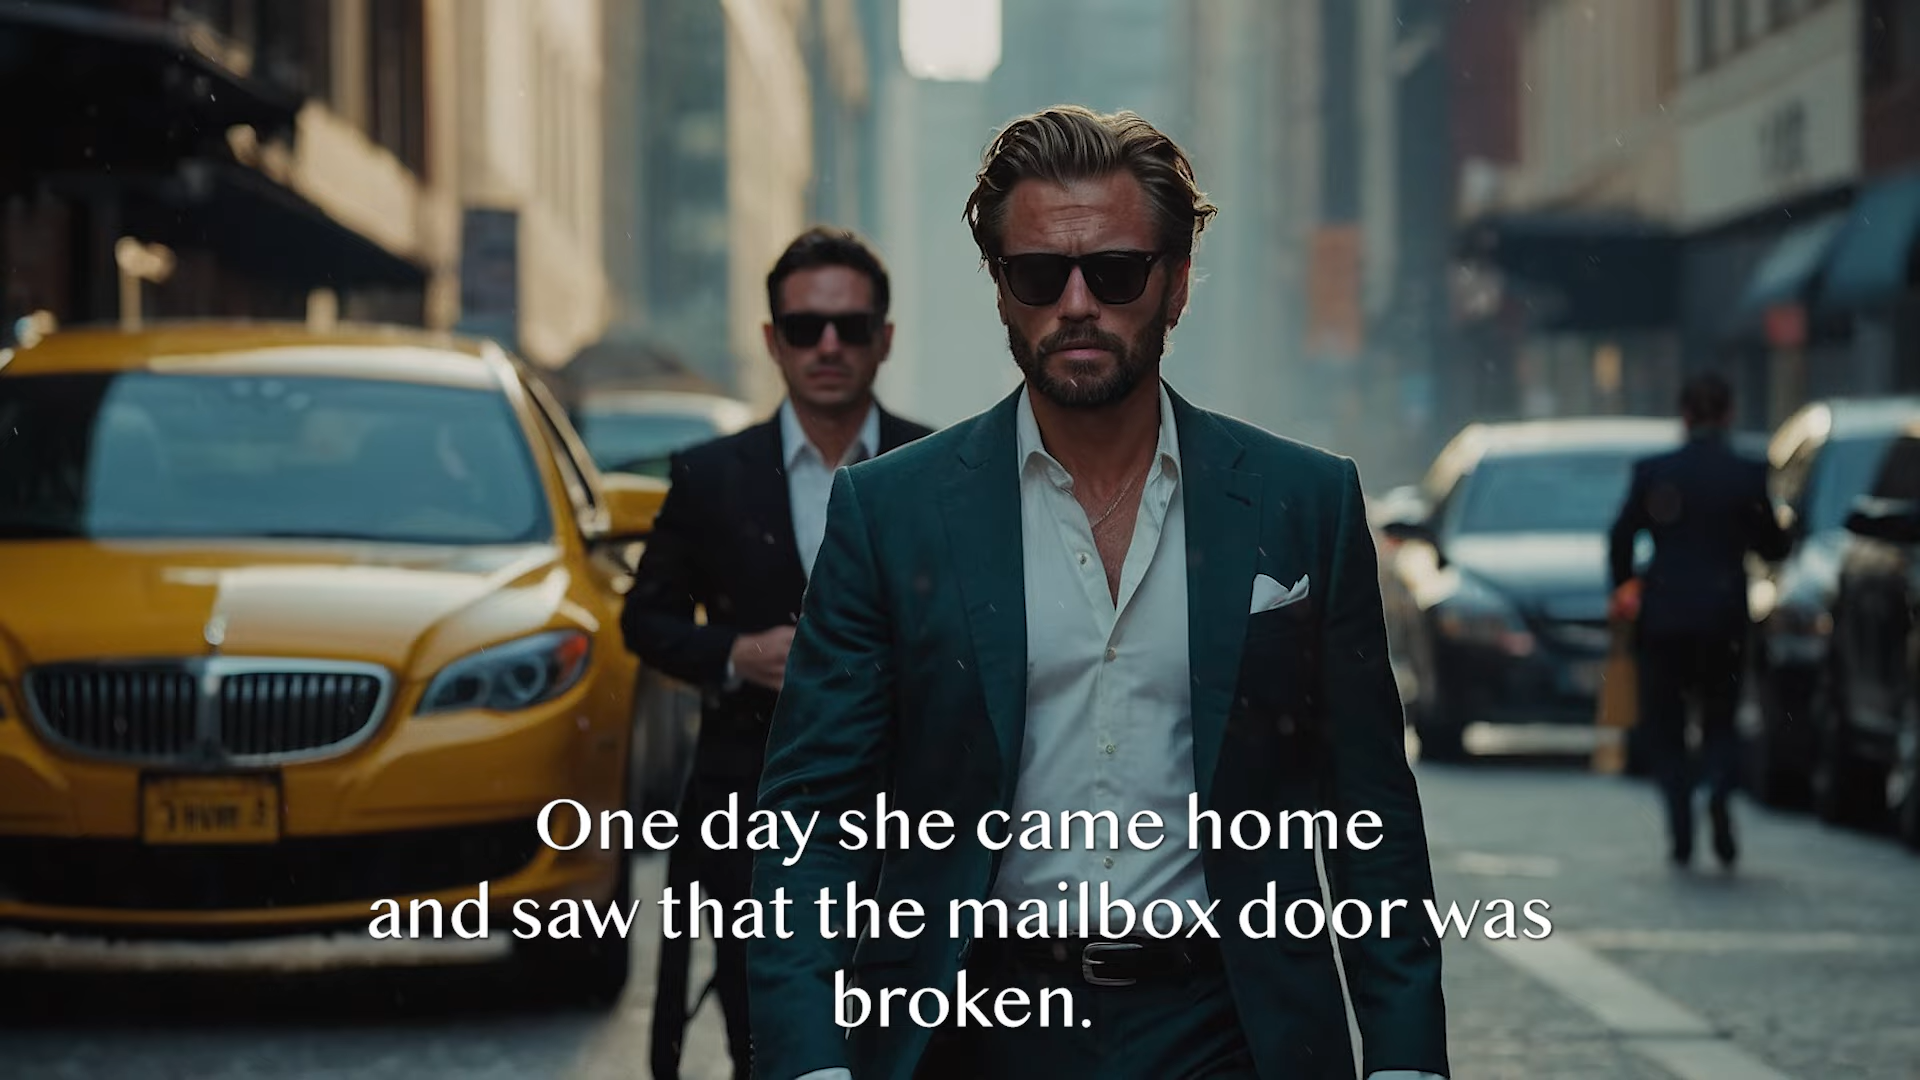 One day she came home
and saw that the mailbox door was
broken.